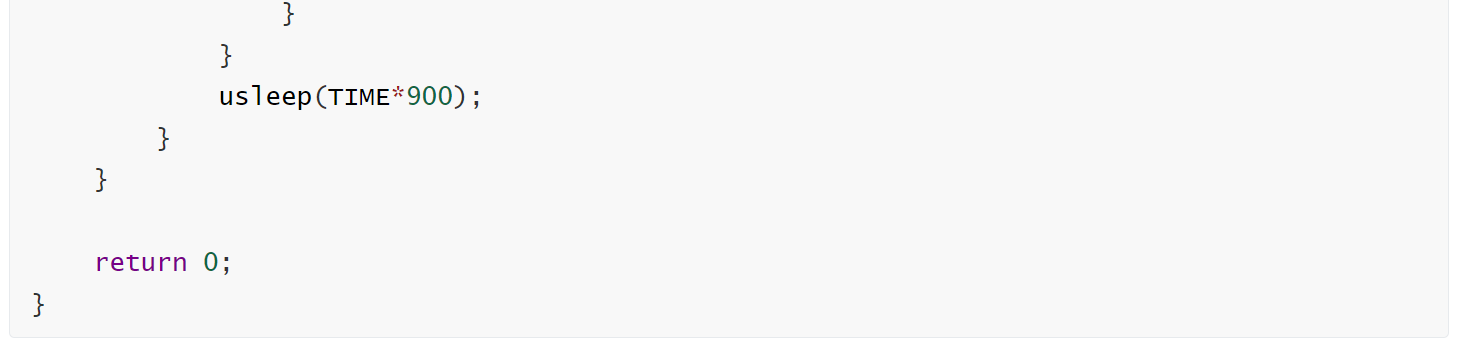 }
            }
            usleep(TIME*900);
        }
    }

    return 0;
}